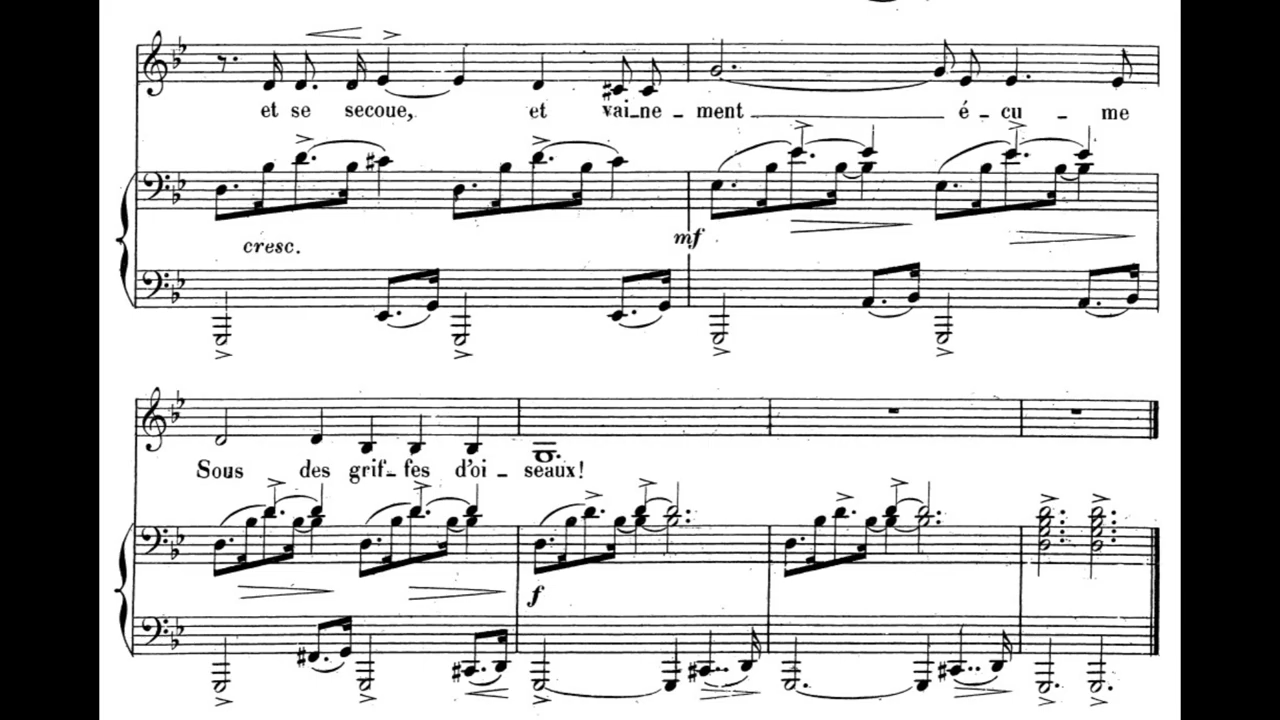 et se secoue, et vai_ne_ment é_cu_me
cresc.
mf
Sous des grif_fes d'oi_seaux!
f